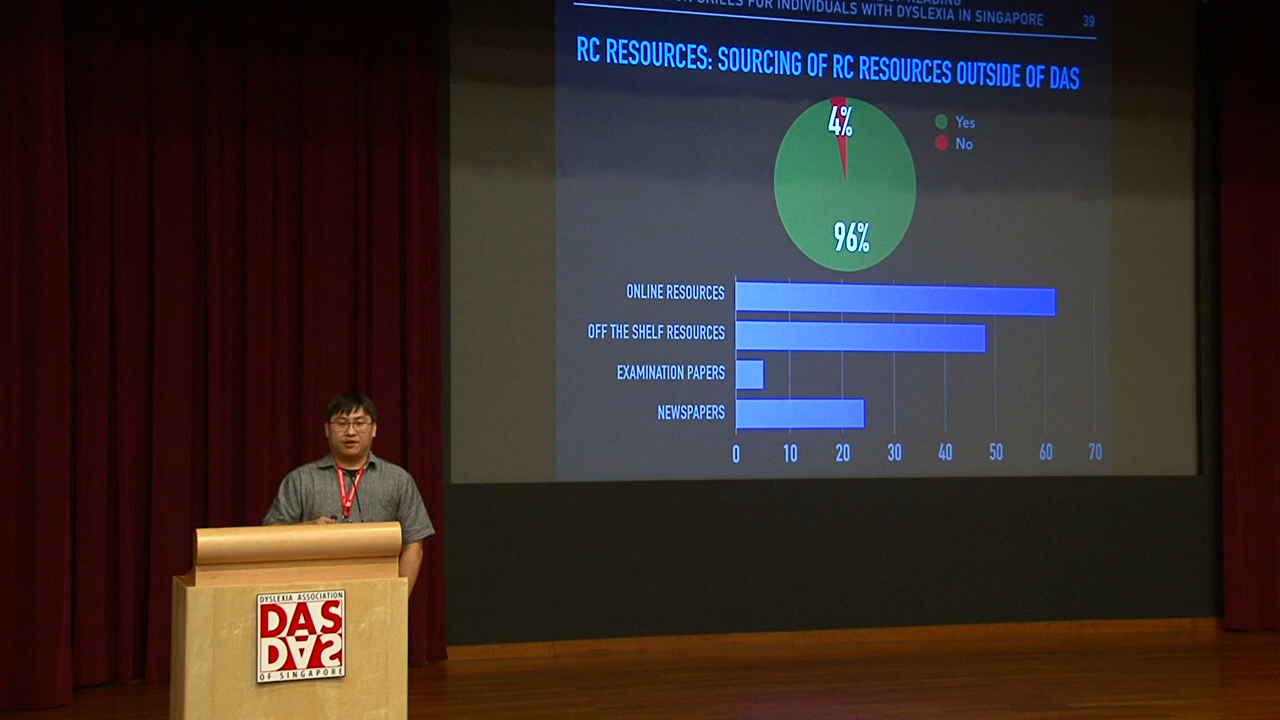 SKILLS FOR INDIVIDUALS WITH DYSLEXIA IN SINGAPORE 39
RC RESOURCES: SOURCING OF RC RESOURCES OUTSIDE OF DAS
4%
Yes
No
96%
ONLINE RESOURCES
OFF THE SHELF RESOURCES
EXAMINATION PAPERS
NEWSPAPERS
0 10 20 30 40 50 60 70
DYSLEXIA ASSOCIATION
DAS
DAS
OF SINGAPORE